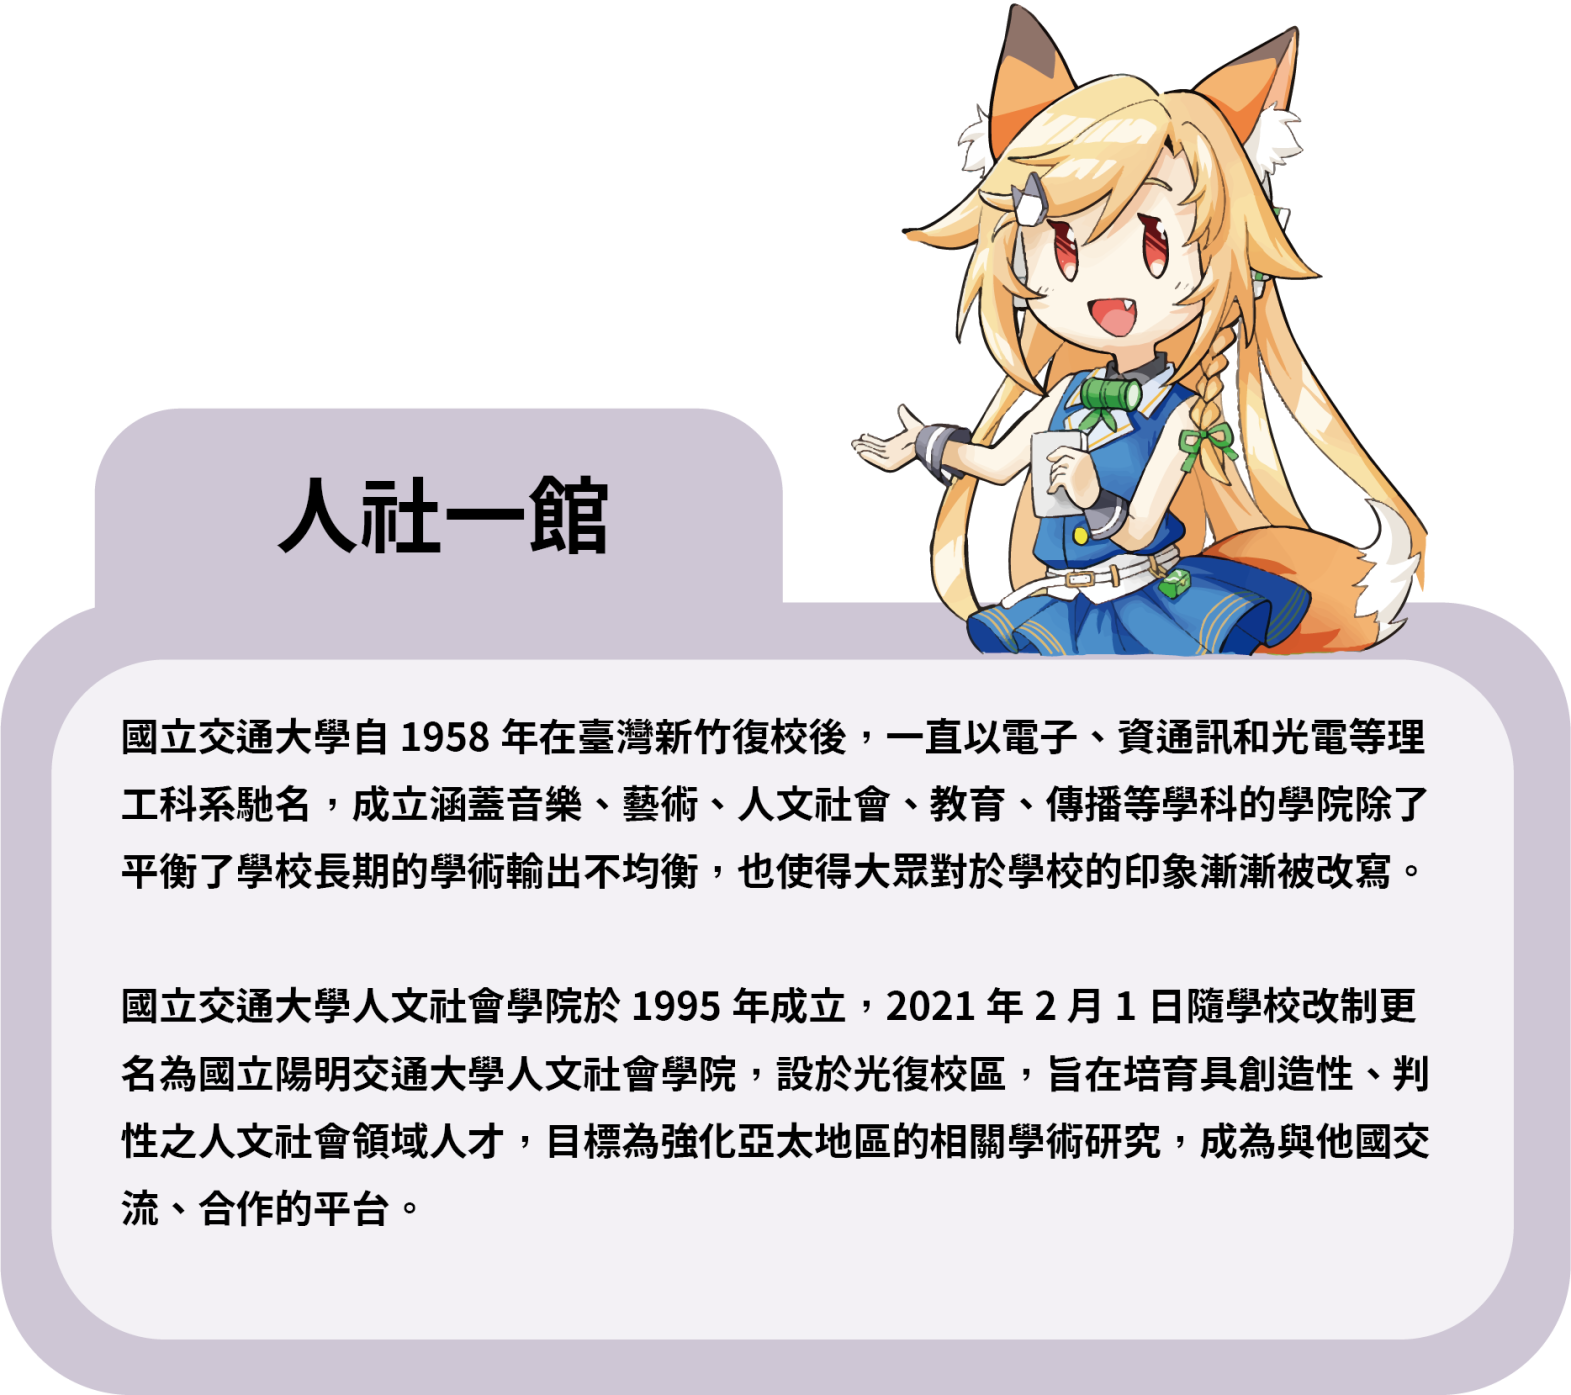 人社一館
國立交通大學自 1958 年在臺灣新竹復校後，一直以電子、資通訊和光電等理
工科系馳名，成立涵蓋音樂、藝術、人文社會、教育、傳播等學科的學院除了
平衡了學校長期的學術輸出不均衡，也使得大眾對於學校的印象漸漸被改寫。
國立交通大學人文社會學院於 1995 年成立，2021 年 2 月 1 日隨學校改制更
名為國立陽明交通大學人文社會學院，設於光復校區，旨在培育具創造性、判
性之人文社會領域人才，目標為強化亞太地區的相關學術研究，成為與他國交
流、合作的平台。